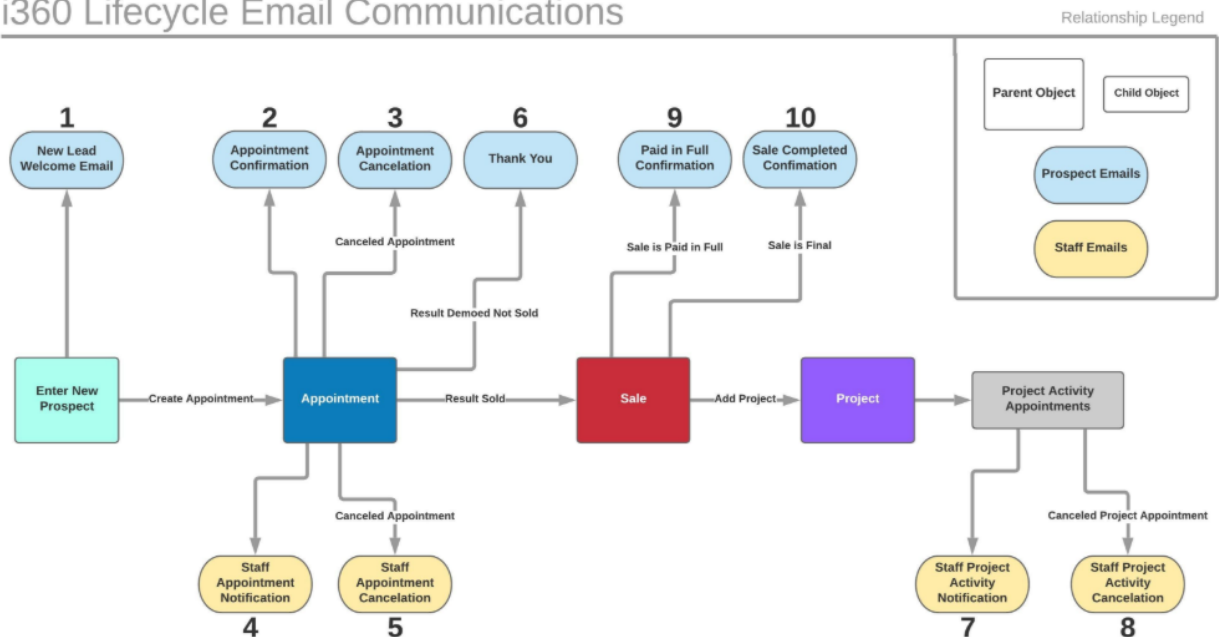 i360 Lifecycle Email Communications
Relationship Legend
Parent Object
Child Object
Prospect Emails
Staff Emails
1
New Lead
Welcome Email
2
Appointment
Confirmation
3
Appointment
Cancelation
6
Thank You
9
Paid in Full
Confirmation
10
Sale Completed
Confimation
Canceled Appointment
Sale is Paid in Full
Sale is Final
Result Demoed Not Sold
Enter New
Prospect
Create Appointment
Appointment
Result Sold
Sale
Add Project
Project
Project Activity
Appointments
Canceled Appointment
Canceled Project Appointment
Staff
Appointment
Notification
4
Staff
Appointment
Cancelation
5
Staff Project
Activity
Notification
7
Staff Project
Activity
Cancelation
8